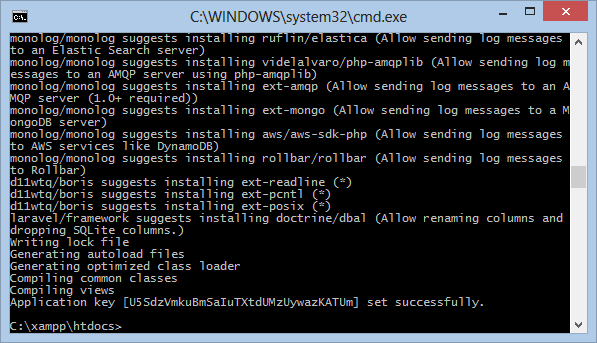 C:\WINDOWS\system32\cmd.exe
monolog/monolog suggests installing ruflin/elastica (Allow sending log messages
to an Elastic Search server)
monolog/monolog suggests installing videlalvaro/php-amqplib (Allow sending log m
essages to an AMQP server using php-amqplib)
monolog/monolog suggests installing ext-amqp (Allow sending log messages to an A
MQP server (1.0+ required))
monolog/monolog suggests installing ext-mongo (Allow sending log messages to a M
ongoDB server)
monolog/monolog suggests installing aws/aws-sdk-php (Allow sending log messages
to AWS services like DynamoDB)
monolog/monolog suggests installing rollbar/rollbar (Allow sending log messages
to Rollbar)
d11wtq/boris suggests installing ext-readline (*)
d11wtq/boris suggests installing ext-pcntl (*)
d11wtq/boris suggests installing ext-posix (*)
laravel/framework suggests installing doctrine/dbal (Allow renaming columns and
dropping SQLite columns.)
Writing lock file
Generating autoload files
Generating optimized class loader
Compiling common classes
Compiling views
Application key [U5SdzVmkuBmSaIuTXtdUMzUywazKATUm] set successfully.
C:\xampp\htdocs>